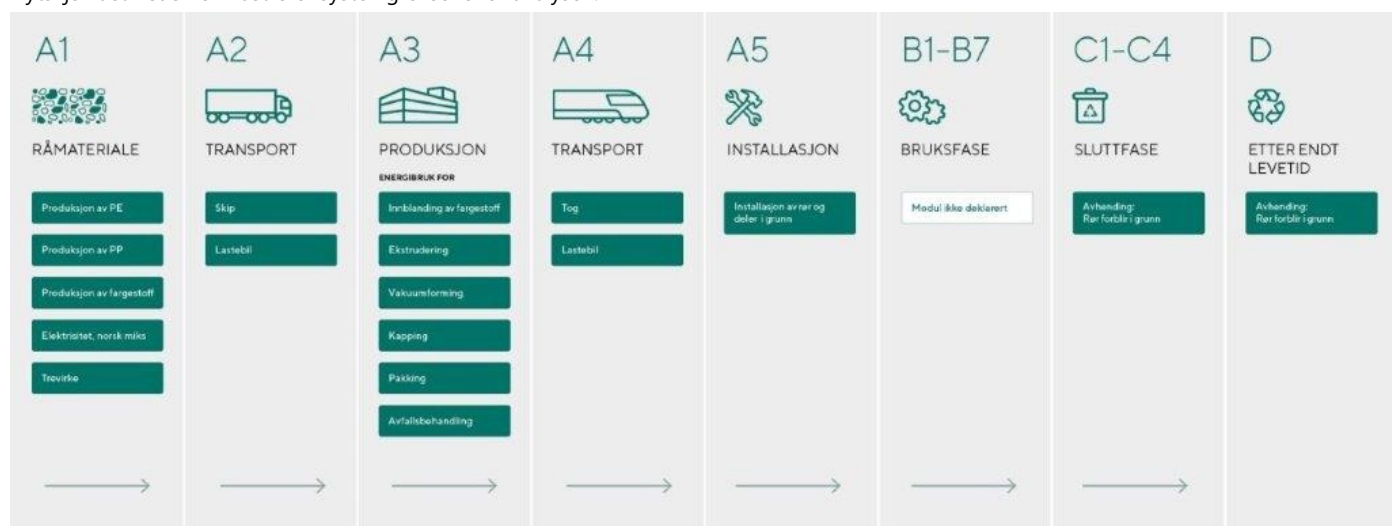 A1
RÅMATERIALE
Produksjon av PE
Produksjon av PP
Produksjon av fargestoff
Elektrisitet, norsk miks
Trevirke
A2
TRANSPORT
Skip
Lastebil
A3
PRODUKSJON
ENERGIBRUK FOR
Innblanding av fargestoff
Ekstrudering
Vakuumforming
Kapping
Pakking
Avfallsbehandling
A4
TRANSPORT
Tog
Lastebil
A5
INSTALLASJON
Installasjon av rør og
deler i grunn
B1-B7
BRUKSFASE
Modul ikke deklarert
C1-C4
SLUTTFASE
Avhending:
Rør forblir i grunn
D
ETTER ENDT
LEVETID
Avhending:
Rør forblir i grunn